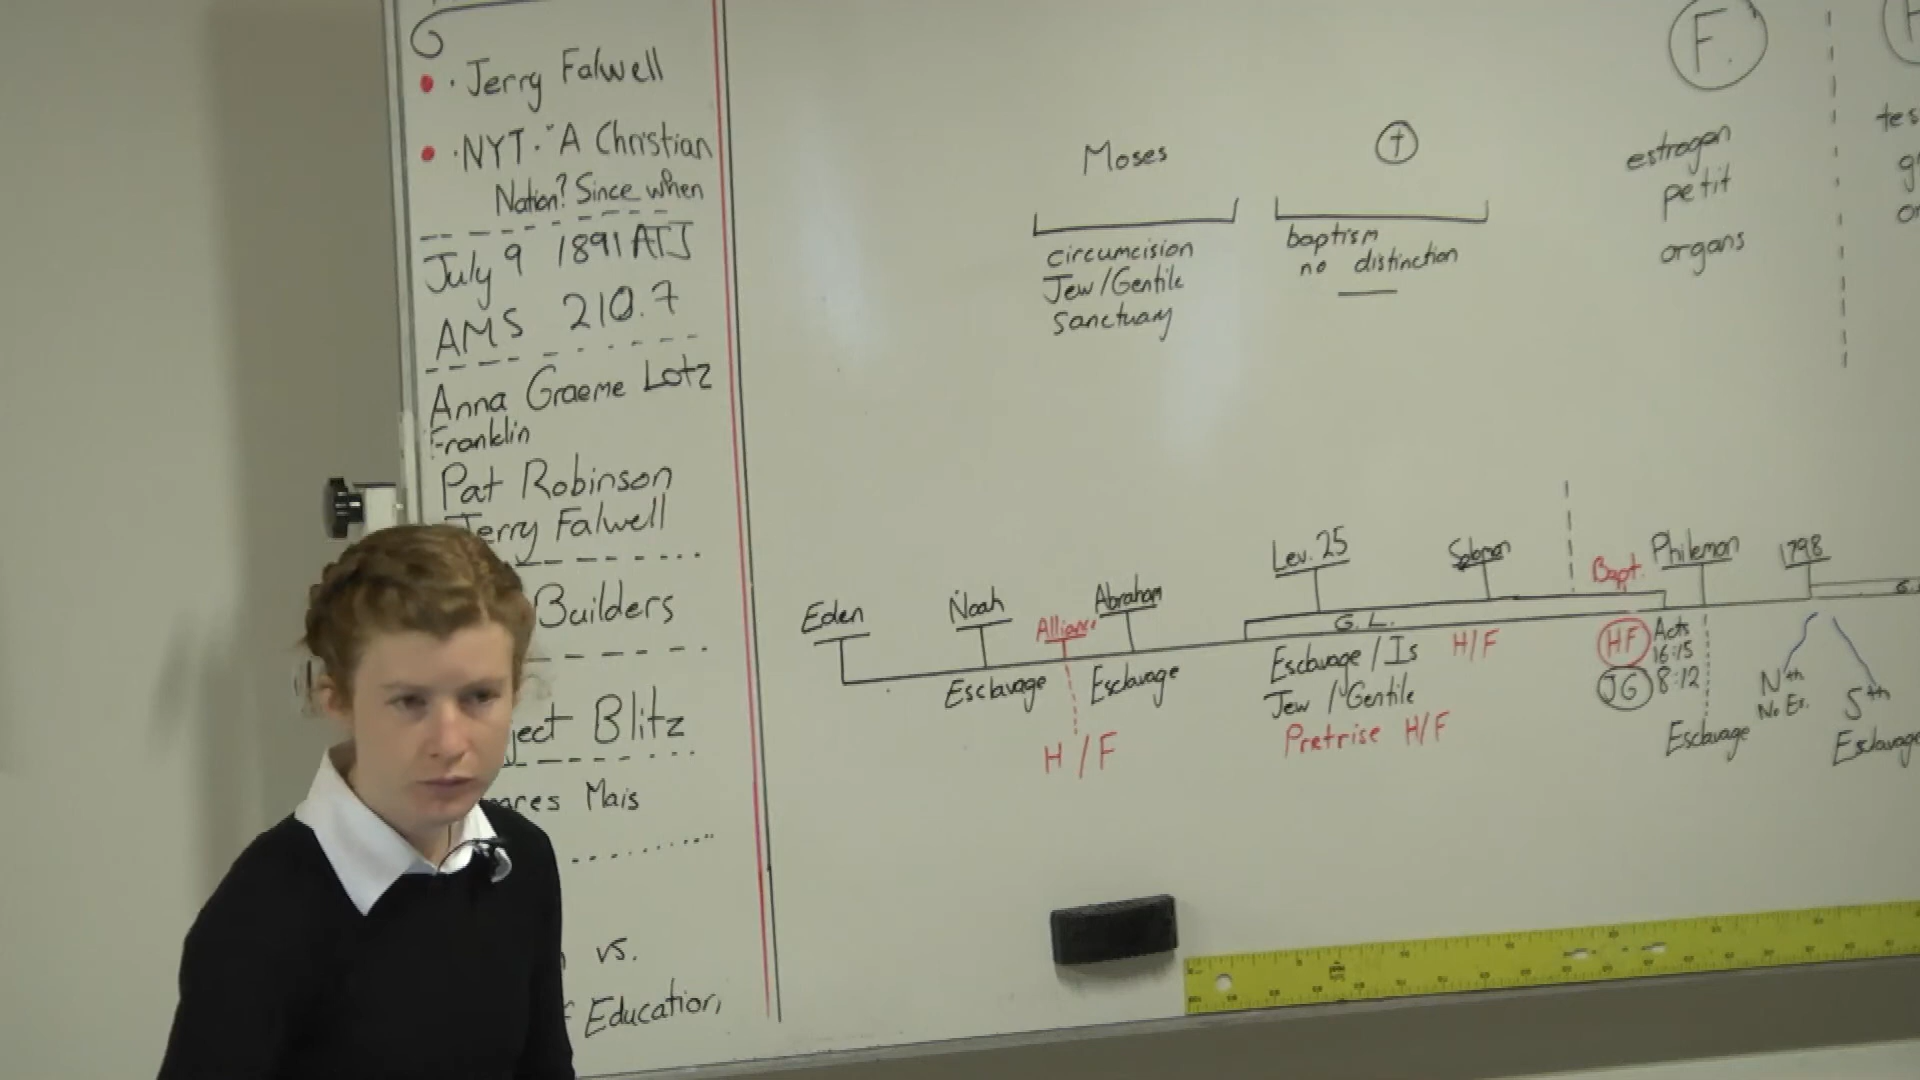 Jerry Falwell
NYT. "A Christian
Nation? Since when
July 9 1891 ATJ
AMS 210.7
Anna Graeme Lotz
Franklin
Pat Robinson
Jerry Falwell
Builders
Blitz
Mais
vs.
Education,
Moses
circumcision
Jew/Gentile
Sanctuary
†
baptism
no distinction
F.
estrogen
petit
organs
Eden
Noah
Alliance
Abraham
Lev. 25
Solomon
Bapt.
Philemon
1798
G.L.
Esclavage
Esclavage
H/F
Esclavage / Is
Jew / Gentile
Pretrise H/F
H/F
HF
JG
Acts
16:15
8:12
Esclavage
Nth
No Es.
Sth
Esclavage